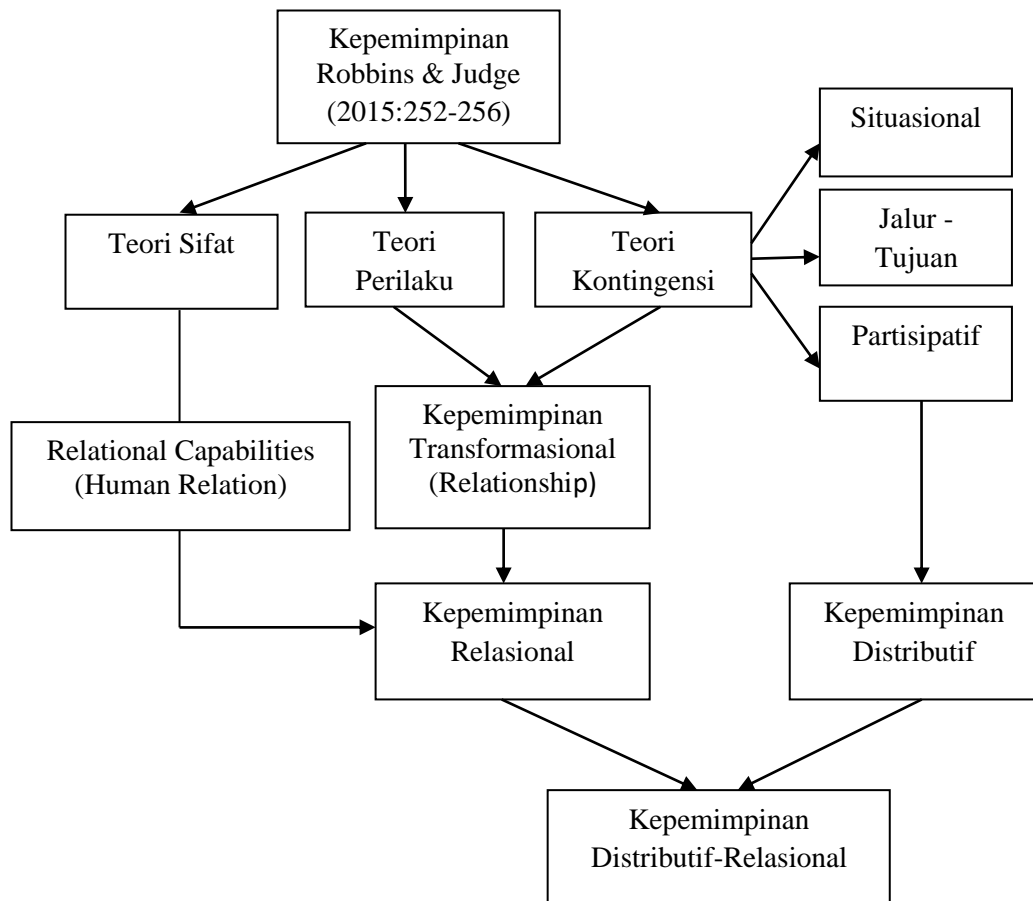 Kepemimpinan
Robbins & Judge
(2015:252-256)
Situasional
Jalur -
Tujuan
Teori Sifat
Teori
Perilaku
Teori
Kontingensi
Partisipatif
Relational Capabilities
(Human Relation)
Kepemimpinan
Transformasional
(Relationship)
Kepemimpinan
Relasional
Kepemimpinan
Distributif
Kepemimpinan
Distributif-Relasional